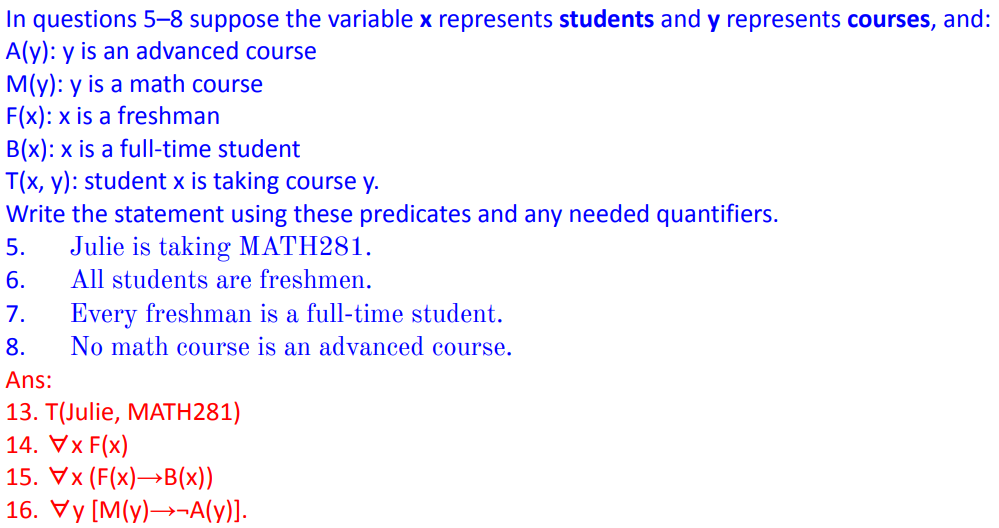 In questions 5–8 suppose the variable x represents students and y represents courses, and:
A(y): y is an advanced course
M(y): y is a math course
F(x): x is a freshman
B(x): x is a full-time student
T(x, y): student x is taking course y.
Write the statement using these predicates and any needed quantifiers.
5. Julie is taking MATH281.
6. All students are freshmen.
7. Every freshman is a full-time student.
8. No math course is an advanced course.
Ans:
13. T(Julie, MATH281)
14. ∀x F(x)
15. ∀x (F(x)→B(x))
16. ∀y [M(y)→¬A(y)].